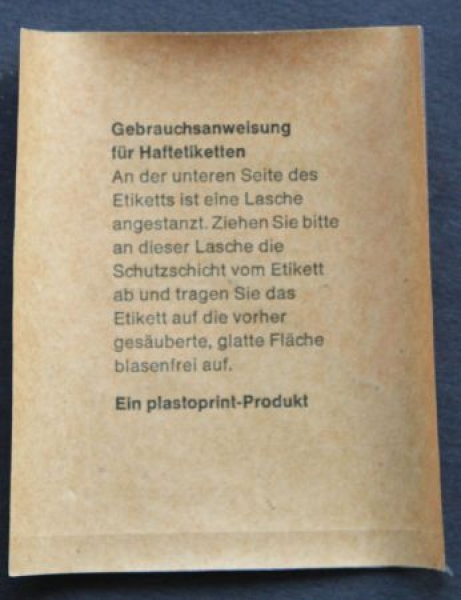 Gebrauchsanweisung
für Haftetiketten
An der unteren Seite des
Etiketts ist eine Lasche
angestanzt. Ziehen Sie bitte
an dieser Lasche die
Schutzschicht vom Etikett
ab und tragen Sie das
Etikett auf die vorher
gesäuberte, glatte Fläche
blasenfrei auf.
Ein plastoprint-Produkt